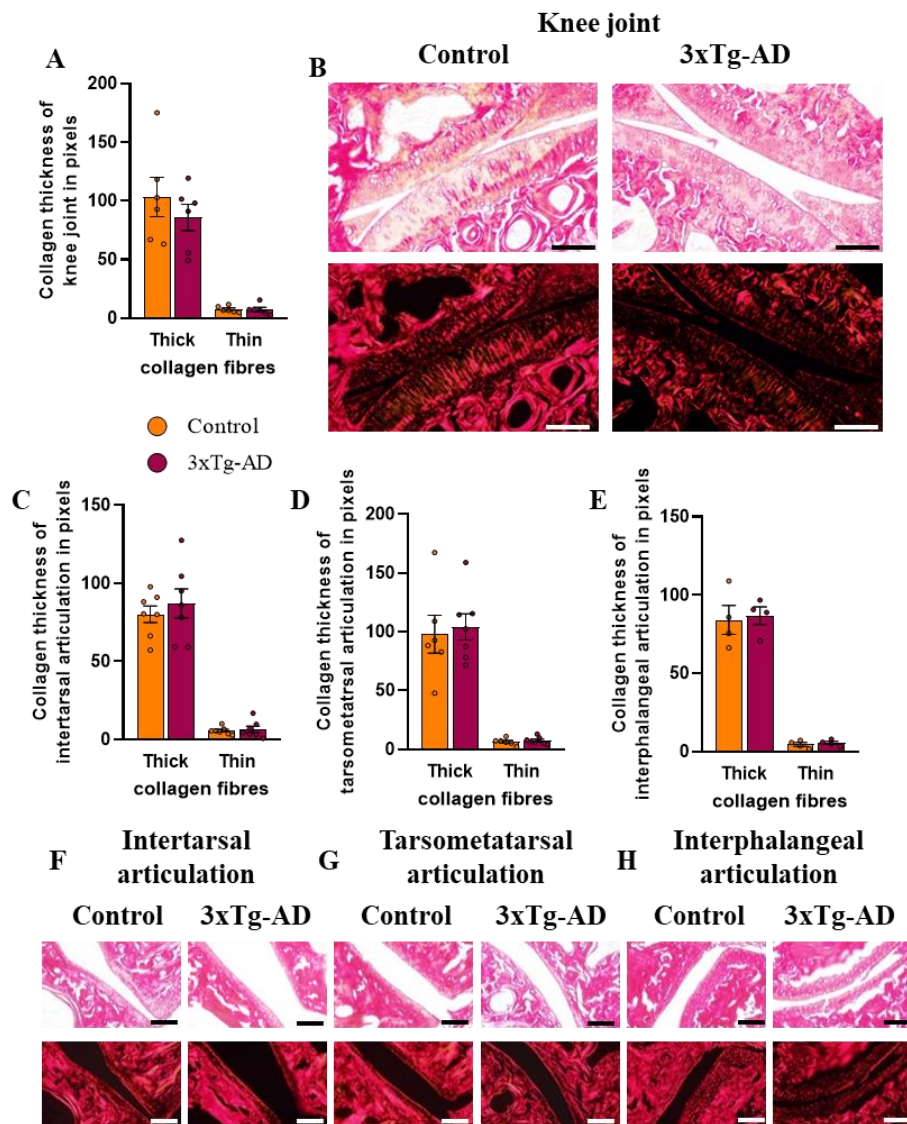 Knee joint
A
B
Control
3xTg-AD
Collagen thickness of
knee joint in pixels
200
150
100
50
0
Thick
Thin
collagen fibres
Control
3xTg-AD
C
Collagen thickness of
intertarsal articulation in pixels
150
100
50
0
Thick
Thin
collagen fibres
D
Collagen thickness of
tarsometatrsal articulation in pixels
200
150
100
50
0
Thick
Thin
collagen fibres
E
Collagen thickness of
interphalangeal articulation in pixels
150
100
50
0
Thick
Thin
collagen fibres
F
Intertarsal
articulation
Control
3xTg-AD
G
Tarsometatarsal
articulation
Control
3xTg-AD
H
Interphalangeal
articulation
Control
3xTg-AD